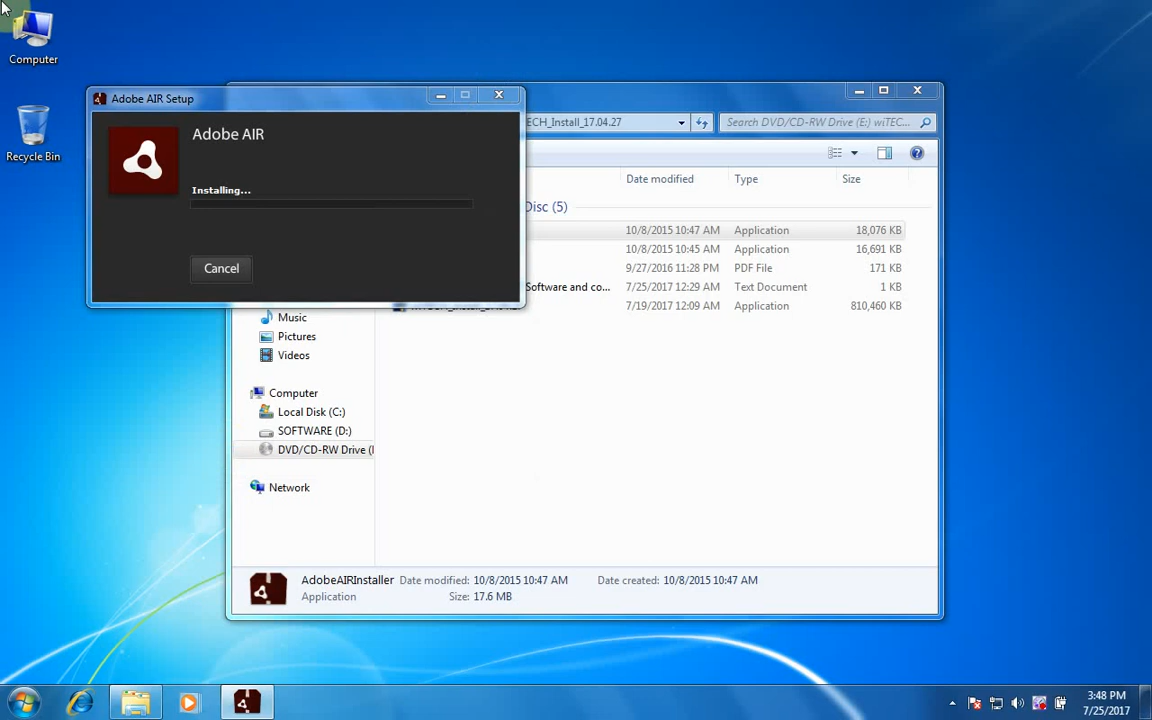 Computer
Recycle Bin
Adobe AIR Setup
Adobe AIR
Installing...
Cancel
ECH_Install_17.04.27
Search DVD/CD-RW Drive (E:) wiTEC...
Date modified Type Size
Disc (5)
10/8/2015 10:47 AM Application 18,076 KB
10/8/2015 10:45 AM Application 16,691 KB
9/27/2016 11:28 PM PDF File 171 KB
Software and co... 7/25/2017 12:29 AM Text Document 1 KB
7/19/2017 12:09 AM Application 810,460 KB
Music
Pictures
Videos
Computer
Local Disk (C:)
SOFTWARE (D:)
DVD/CD-RW Drive (
Network
AdobeAIRInstaller Date modified: 10/8/2015 10:47 AM Date created: 10/8/2015 10:47 AM
Application Size: 17.6 MB
3:48 PM
7/25/2017